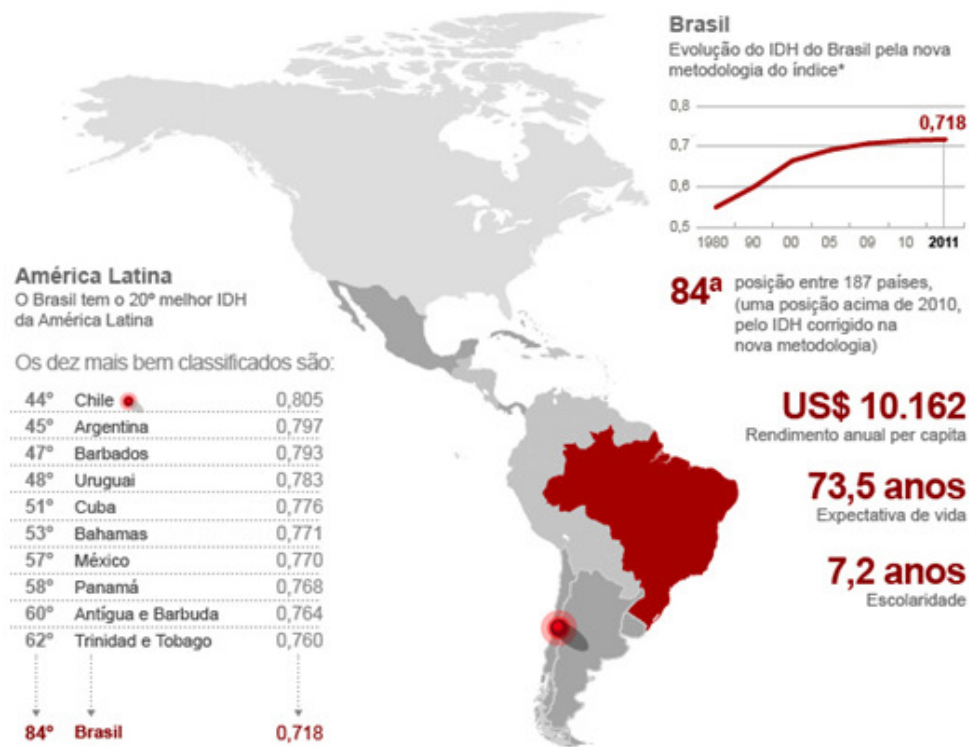 Brasil
Evolução do IDH do Brasil pela nova
metodologia do índice*
0,8
0,718
0,7
0,6
0,5
1980 90 00 05 09 10 2011
84ª posição entre 187 países,
(uma posição acima de 2010,
pelo IDH corrigido na
nova metodologia)
US$ 10.162
Rendimento anual per capita
73,5 anos
Expectativa de vida
7,2 anos
Escolaridade
América Latina
O Brasil tem o 20º melhor IDH
da América Latina
Os dez mais bem classificados são:
44º Chile 0,805
45º Argentina 0,797
47º Barbados 0,793
48º Uruguai 0,783
51º Cuba 0,776
53º Bahamas 0,771
57º México 0,770
58º Panamá 0,768
60º Antígua e Barbuda 0,764
62º Trinidad e Tobago 0,760
84º Brasil 0,718